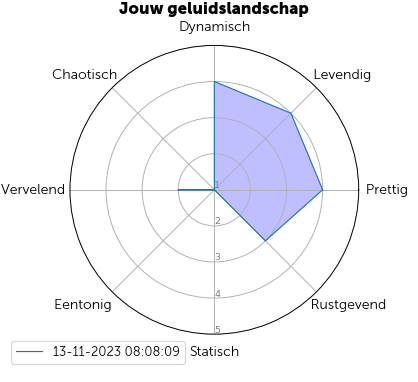 Jouw geluidslandschap
Dynamisch
Chaotisch
Levendig
Vervelend
Prettig
1
2
3
4
5
Eentonig
Rustgevend
13-11-2023 08:08:09
Statisch